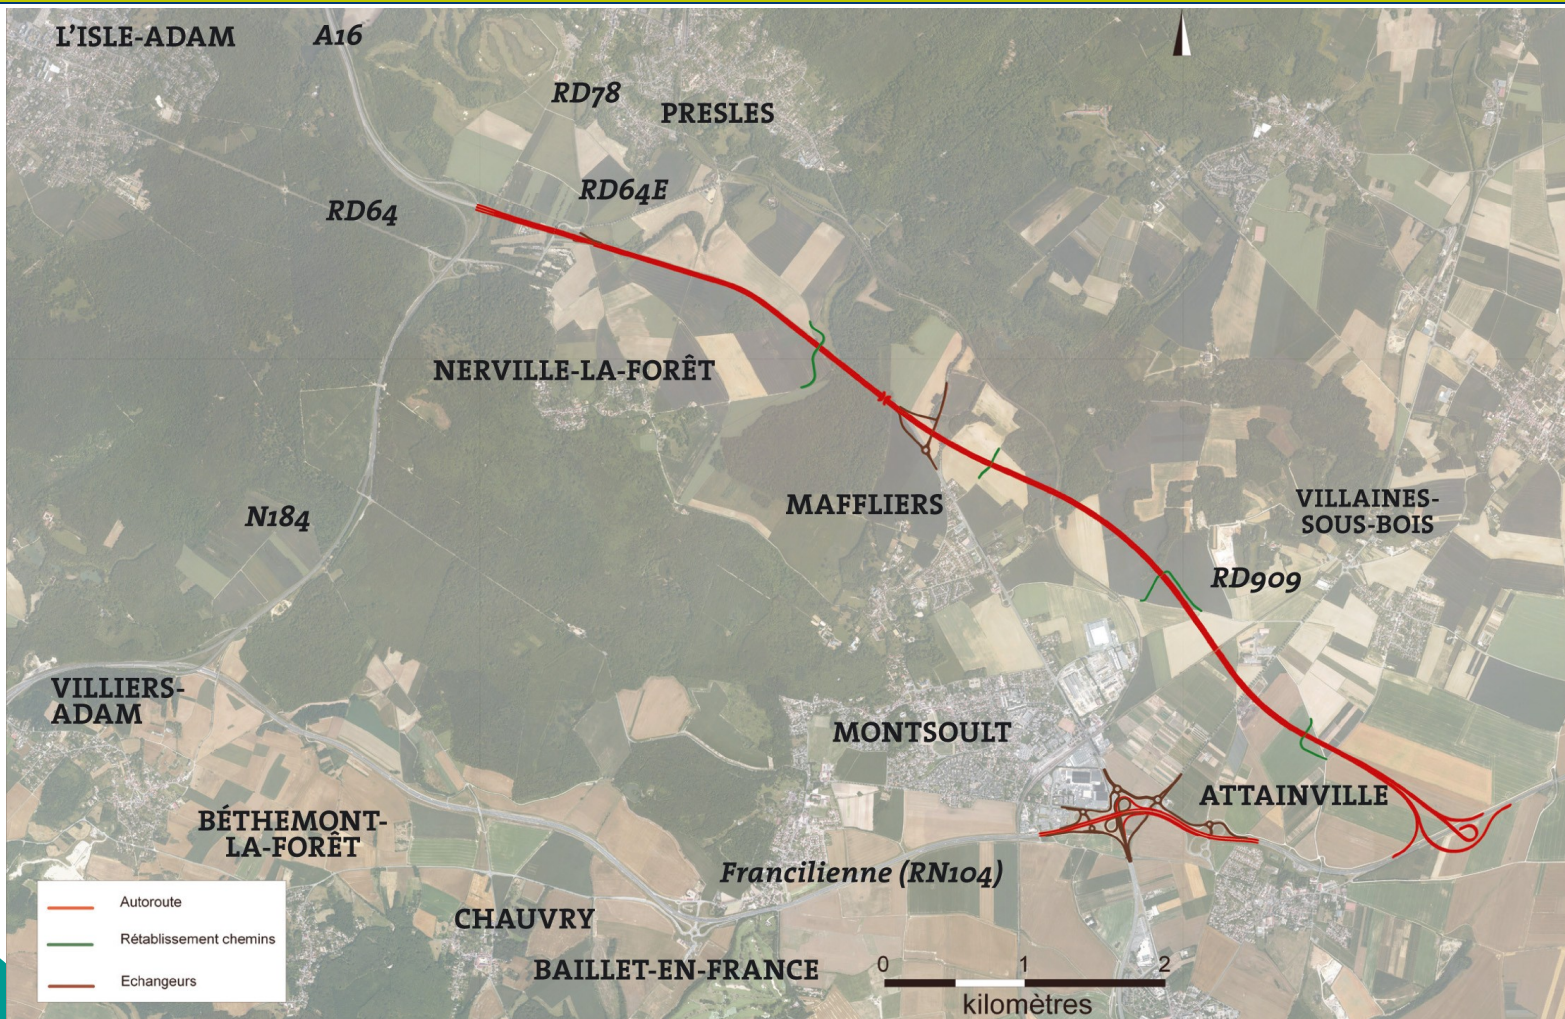 L'ISLE-ADAM
A16
RD78
PRESLES
RD64E
RD64
NERVILLE-LA-FORÊT
MAFFLIERS
VILLAINES-
SOUS-BOIS
N184
RD909
VILLIERS-
ADAM
MONTSOULT
ATTAINVILLE
BÉTHEMONT-
LA-FORÊT
Francilienne (RN104)
CHAUVRY
BAILLET-EN-FRANCE
Autoroute
Rétablissement chemins
Echangeurs
0 1 2
kilomètres